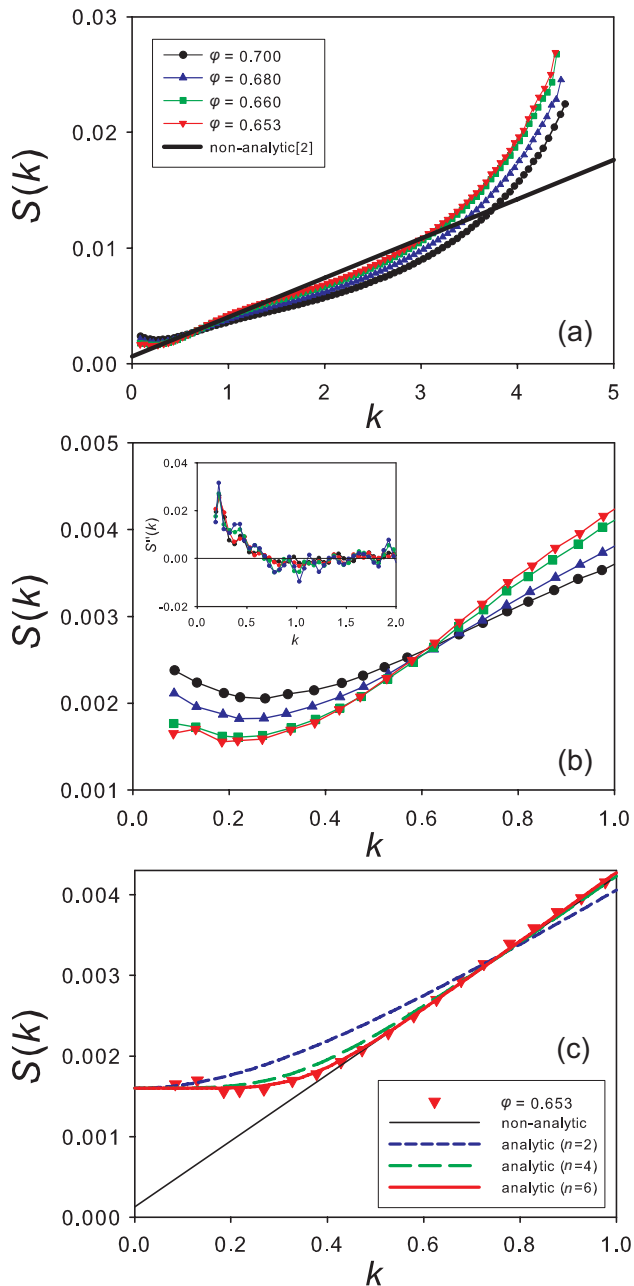 0.03
φ = 0.700
φ = 0.680
φ = 0.660
φ = 0.653
non-analytic[2]
0.02
S(k)
0.01
0.00
(a)
0 1 2 3 4 5
k
0.005
0.04
0.02
S''(k)
0.00
-0.02
0.0 0.5 1.0 1.5 2.0
k
0.004
S(k)
0.003
0.002
0.001
(b)
0.0 0.2 0.4 0.6 0.8 1.0
k
0.004
0.003
S(k)
0.002
(c)
0.001
φ = 0.653
non-analytic
analytic (n=2)
analytic (n=4)
analytic (n=6)
0.000
0.0 0.2 0.4 0.6 0.8 1.0
k